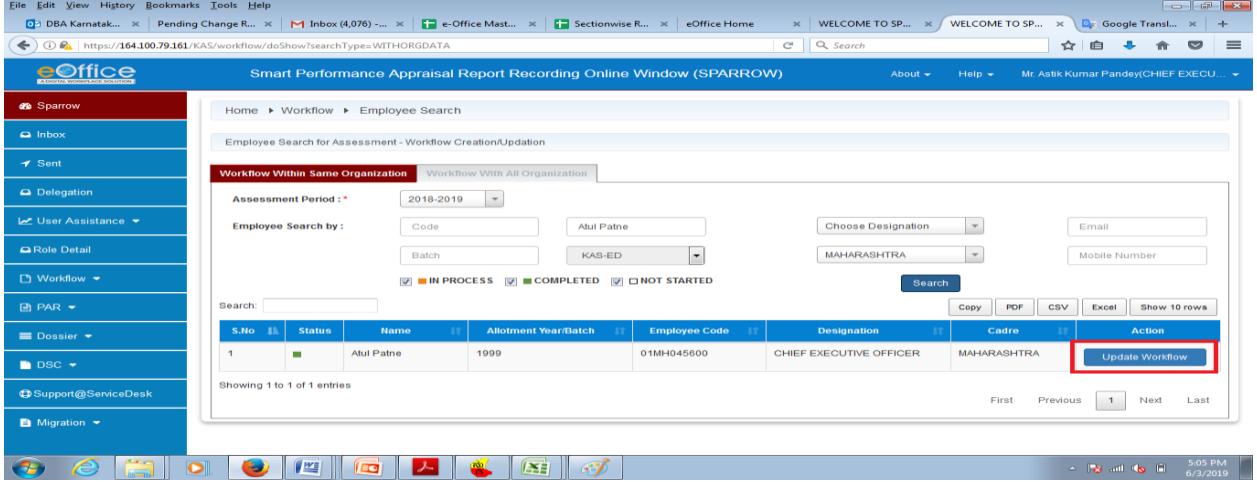 File Edit View History Bookmarks Tools Help
DBA Karnatak... × Pending Change R... × Inbox (4,076) -... × e-Office Mast... × Sectionwise R... × eOffice Home × WELCOME TO SP... × WELCOME TO SP... × Google Transl... × +
https://164.100.79.161/KAS/workflow/doShow?searchType=WITHORGDATA Search
eOffice
A DIGITAL WORKPLACE SOLUTION
Smart Performance Appraisal Report Recording Online Window (SPARROW) About Help Mr. Astik Kumar Pandey(CHIEF EXECU...
Sparrow
Inbox
Sent
Delegation
User Assistance
Role Detail
Workflow
PAR
Dossier
DSC
Support@ServiceDesk
Migration
Home Workflow Employee Search
Employee Search for Assessment - Workflow Creation/Updation
Workflow Within Same Organization Workflow With All Organization
Assessment Period : * 2018-2019
Employee Search by : Code Atul Patne Choose Designation Email
Batch KAS-ED MAHARASHTRA Mobile Number
IN PROCESS COMPLETED NOT STARTED Search
Search: Copy PDF CSV Excel Show 10 rows
S.No Status Name Allotment Year/Batch Employee Code Designation Cadre Action
1 Atul Patne 1999 01MH045600 CHIEF EXECUTIVE OFFICER MAHARASHTRA Update Workflow
Showing 1 to 1 of 1 entries
First Previous 1 Next Last
5:05 PM
6/3/2019